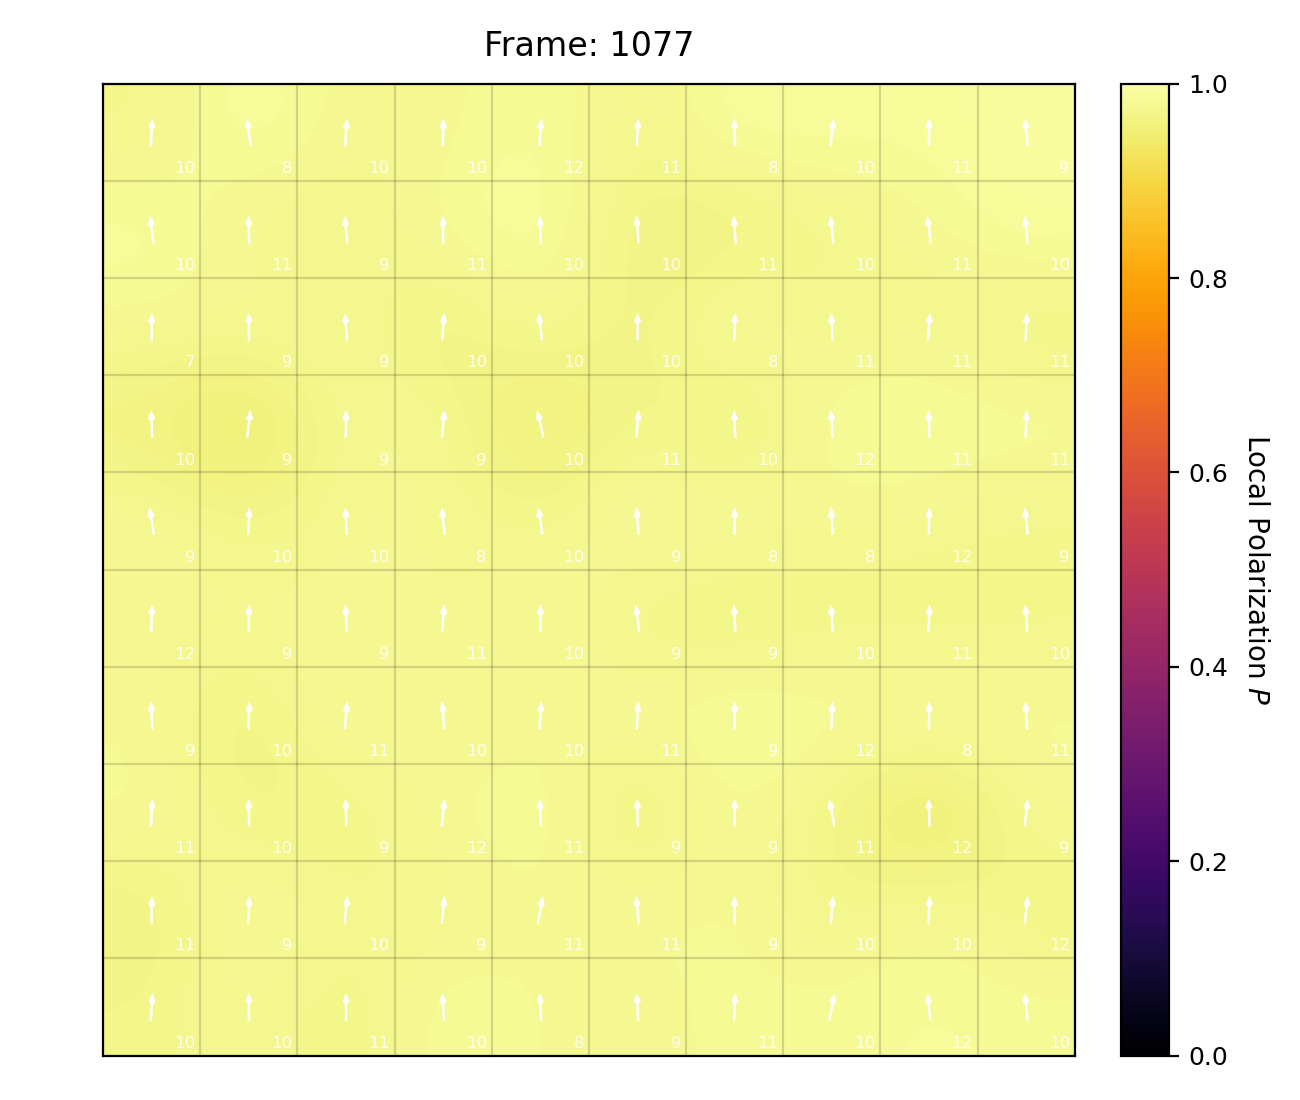 Frame: 1077
10 8 10 10 12 11 8 10 11 9
10 11 9 11 10 10 11 10 11 10
7 9 9 10 10 10 8 11 11 11
10 9 9 9 10 11 10 12 11 11
9 10 10 8 10 9 8 8 12 9
12 9 9 11 10 9 9 10 11 10
9 10 11 10 10 11 9 12 8 11
11 10 9 12 11 9 9 11 12 9
11 9 10 9 11 11 9 10 10 12
10 10 11 10 8 9 11 10 12 10
1.0
0.8
0.6
0.4
0.2
0.0
Local Polarization P